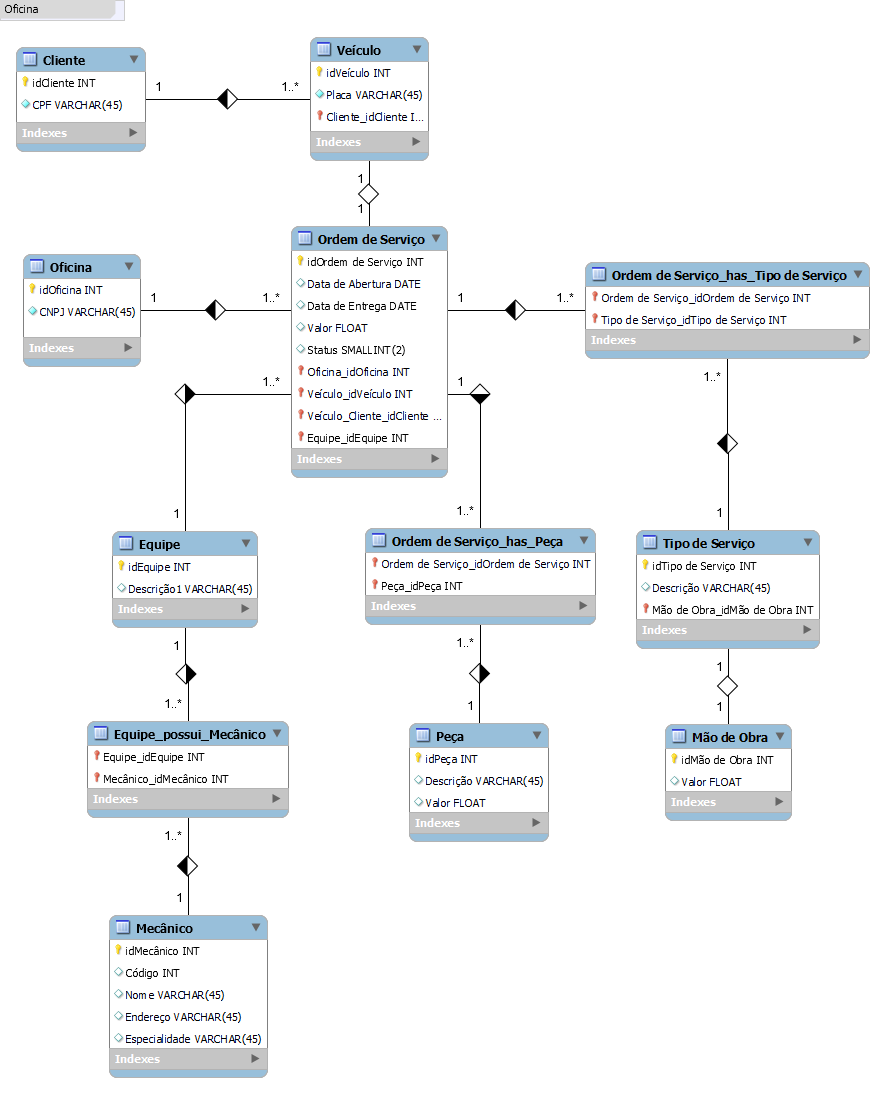 Oficina
Cliente
idCliente INT
CPF VARCHAR(45)
Indexes
1
1..*
Veículo
idVeículo INT
Placa VARCHAR(45)
Cliente_idCliente I...
Indexes
1
1
Oficina
idOficina INT
CNPJ VARCHAR(45)
Indexes
1
1..*
Ordem de Serviço
idOrdem de Serviço INT
Data de Abertura DATE
Data de Entrega DATE
Valor FLOAT
Status SMALLINT(2)
Oficina_idOficina INT
Veículo_idVeículo INT
Veículo_Cliente_idCliente ...
Equipe_idEquipe INT
Indexes
1
1..*
Ordem de Serviço_has_Tipo de Serviço
Ordem de Serviço_idOrdem de Serviço INT
Tipo de Serviço_idTipo de Serviço INT
Indexes
1..*
1
1..*
1
1
1..*
Equipe
idEquipe INT
Descrição1 VARCHAR(45)
Indexes
Ordem de Serviço_has_Peça
Ordem de Serviço_idOrdem de Serviço INT
Peça_idPeça INT
Indexes
Tipo de Serviço
idTipo de Serviço INT
Descrição VARCHAR(45)
Mão de Obra_idMão de Obra INT
Indexes
1
1..*
1..*
1
1
1
Equipe_possui_Mecânico
Equipe_idEquipe INT
Mecânico_idMecânico INT
Indexes
Peça
idPeça INT
Descrição VARCHAR(45)
Valor FLOAT
Indexes
Mão de Obra
idMão de Obra INT
Valor FLOAT
Indexes
1..*
1
Mecânico
idMecânico INT
Código INT
Nome VARCHAR(45)
Endereço VARCHAR(45)
Especialidade VARCHAR(45)
Indexes